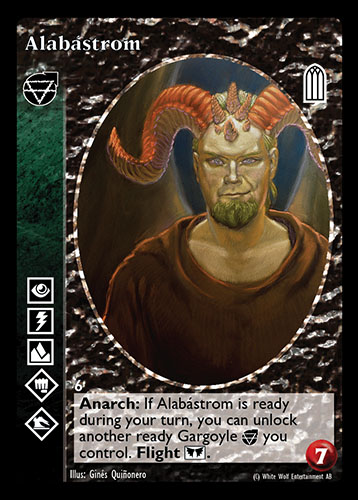 Alabástrom
6
Anarch: If Alabástrom is ready
during your turn, you can unlock
another ready Gargoyle you
control. Flight.
7
Illus: Ginés Quiñonero
(C) White Wolf Entertainment AB